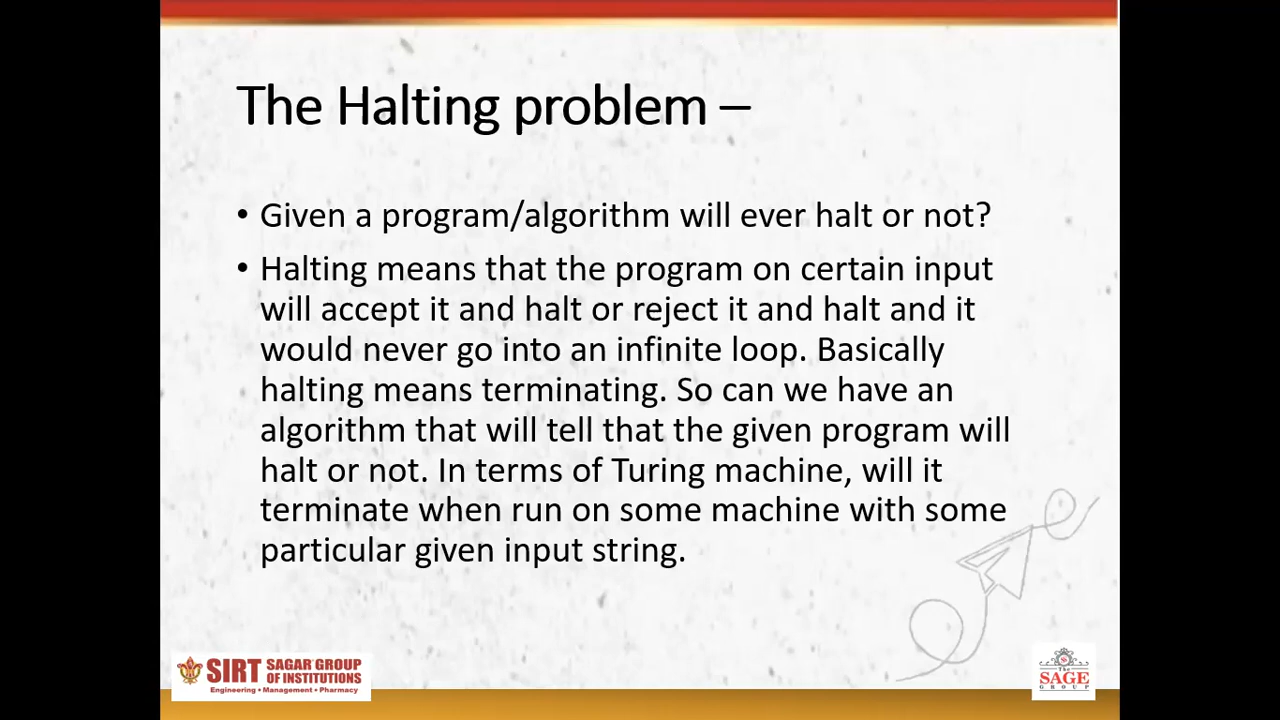 The Halting problem –
• Given a program/algorithm will ever halt or not?
• Halting means that the program on certain input
will accept it and halt or reject it and halt and it
would never go into an infinite loop. Basically
halting means terminating. So can we have an
algorithm that will tell that the given program will
halt or not. In terms of Turing machine, will it
terminate when run on some machine with some
particular given input string.
SIRT SAGAR GROUP
OF INSTITUTIONS
Engineering • Management • Pharmacy
The
SAGE
GROUP